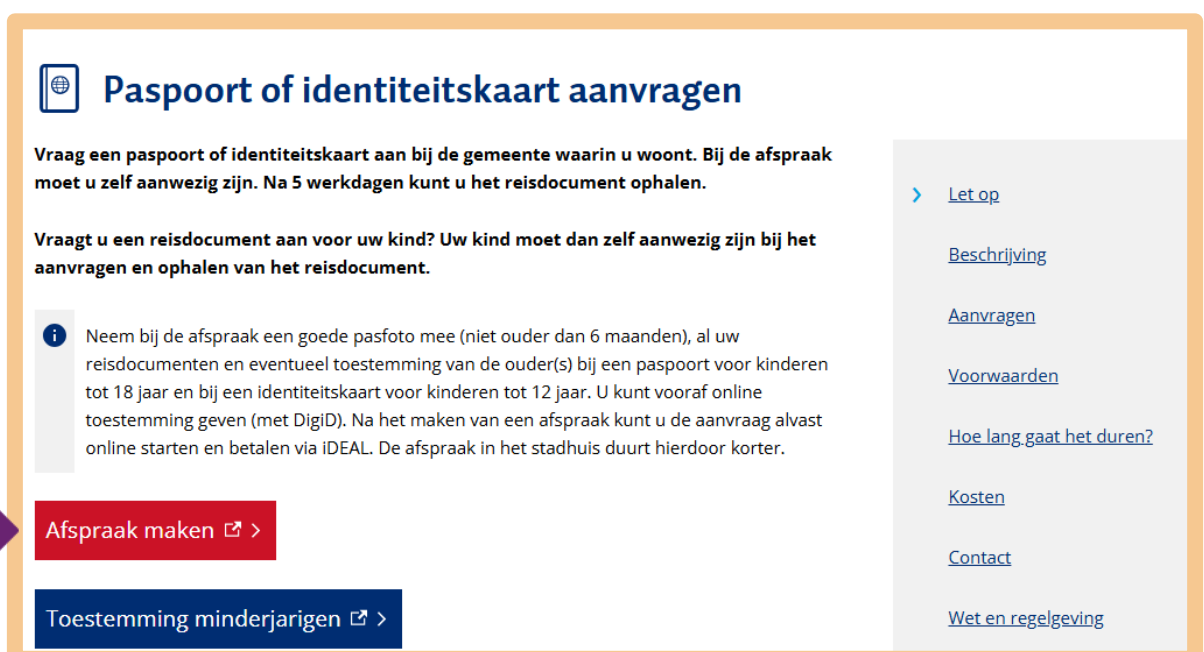 Paspoort of identiteitskaart aanvragen
Vraag een paspoort of identiteitskaart aan bij de gemeente waarin u woont. Bij de afspraak
moet u zelf aanwezig zijn. Na 5 werkdagen kunt u het reisdocument ophalen.
Vraagt u een reisdocument aan voor uw kind? Uw kind moet dan zelf aanwezig zijn bij het
aanvragen en ophalen van het reisdocument.
Neem bij de afspraak een goede pasfoto mee (niet ouder dan 6 maanden), al uw
reisdocumenten en eventueel toestemming van de ouder(s) bij een paspoort voor kinderen
tot 18 jaar en bij een identiteitskaart voor kinderen tot 12 jaar. U kunt vooraf online
toestemming geven (met DigiD). Na het maken van een afspraak kunt u de aanvraag alvast
online starten en betalen via iDEAL. De afspraak in het stadhuis duurt hierdoor korter.
Afspraak maken
Toestemming minderjarigen
Let op
Beschrijving
Aanvragen
Voorwaarden
Hoe lang gaat het duren?
Kosten
Contact
Wet en regelgeving